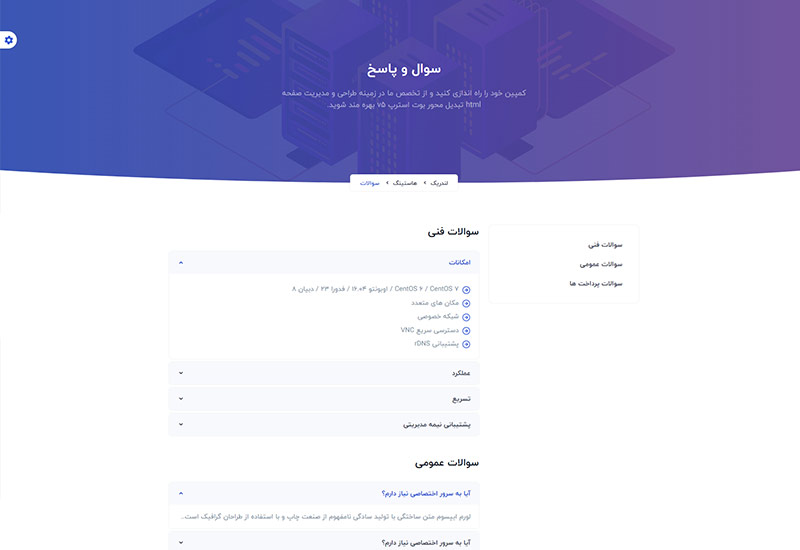 سوال و پاسخ
کمپین خود را راه اندازی کنید و از تخصص ما در زمینه طراحی و مدیریت صفحه
html تبدیل محور بوت استرپ v۵ بهره مند شوید.
لندریک › هاستینگ › سوالات
سوالات فنی
سوالات عمومی
سوالات پرداخت ها
سوالات فنی
امکانات
CentOS ۶ / CentOS ۷ / اوبونتو ۱۶.۰۴ / فدورا ۲۳ / دبیان ۸
مکان های متعدد
شبکه خصوصی
دسترسی سریع VNC
پشتیبانی rDNS
عملکرد
تسریع
پشتیبانی نیمه مدیریتی
سوالات عمومی
آیا به سرور اختصاصی نیاز دارم؟
لورم ایپسوم متن ساختگی با تولید سادگی نامفهوم از صنعت چاپ و با استفاده از طراحان گرافیک است..
آیا به سرور اختصاصی نیاز دارم؟